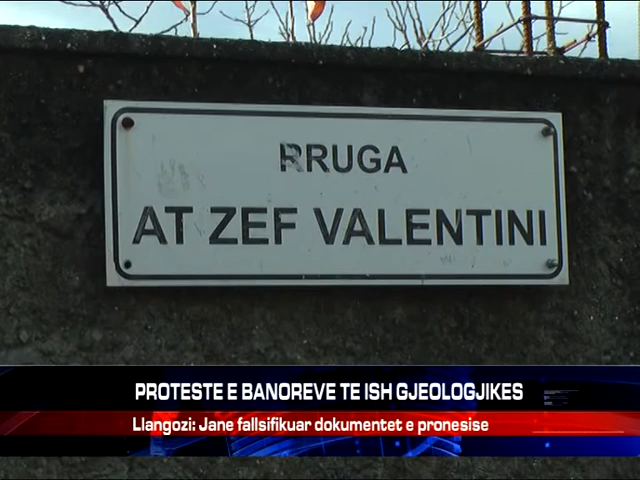 RRUGA
AT ZEF VALENTINI
PROTESTE E BANOREVE TE ISH GJEOLOGJIKES
Llangozi: Jane fallsifikuar dokumentet e pronesise